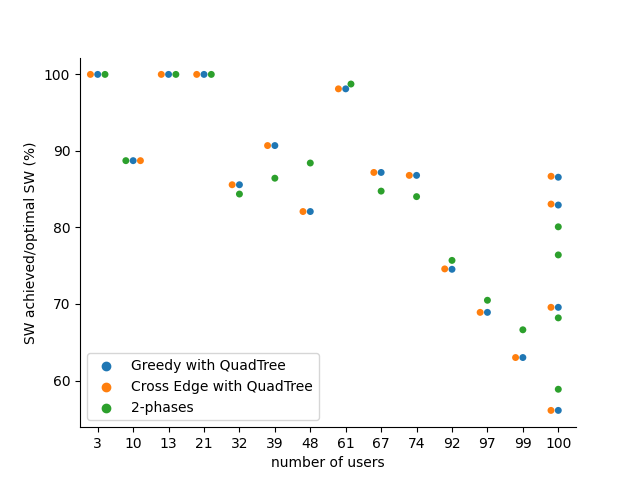 100
90
80
70
60
SW achieved/optimal SW (%)
Greedy with QuadTree
Cross Edge with QuadTree
2-phases
3 10 13 21 32 39 48 61 67 74 92 97 99 100
number of users